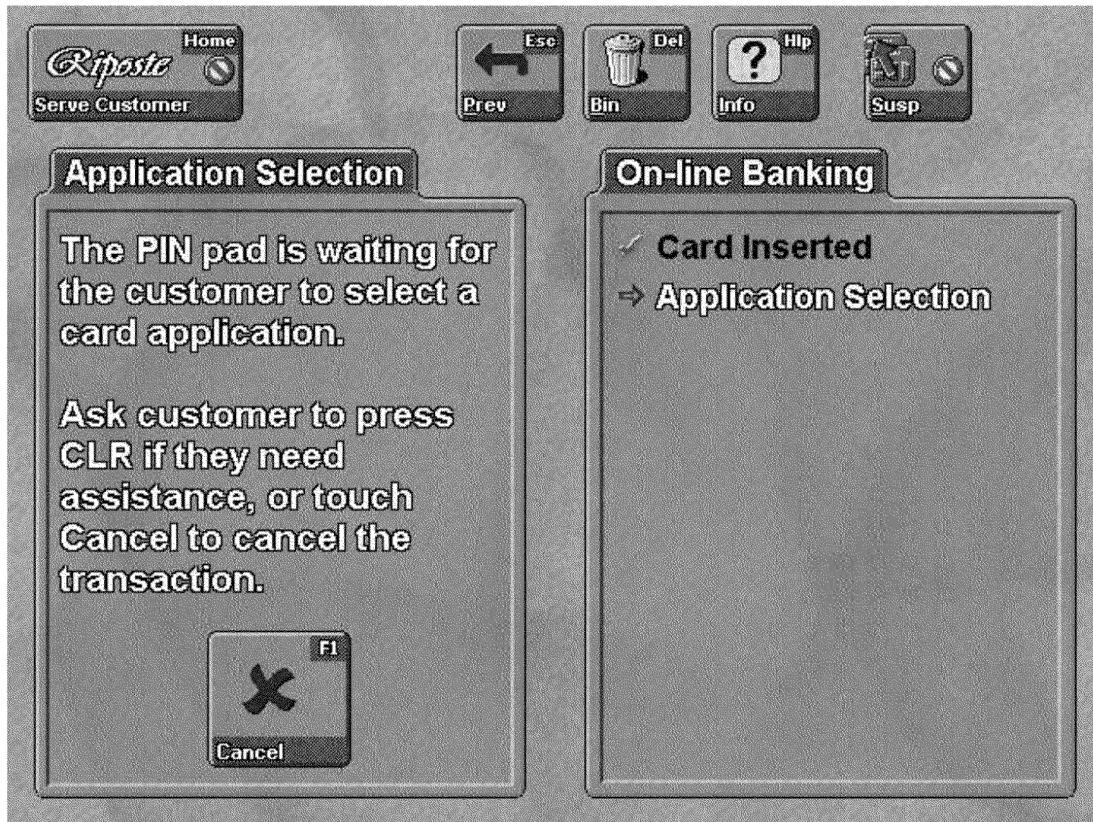 Riposte
Home
Serve Customer
Esc
Prev
Del
Bin
?
Hlp
Info
Susp
Application Selection
The PIN pad is waiting for
the customer to select a
card application.
Ask customer to press
CLR if they need
assistance, or touch
Cancel to cancel the
transaction.
F1
Cancel
On-line Banking
Card Inserted
Application Selection